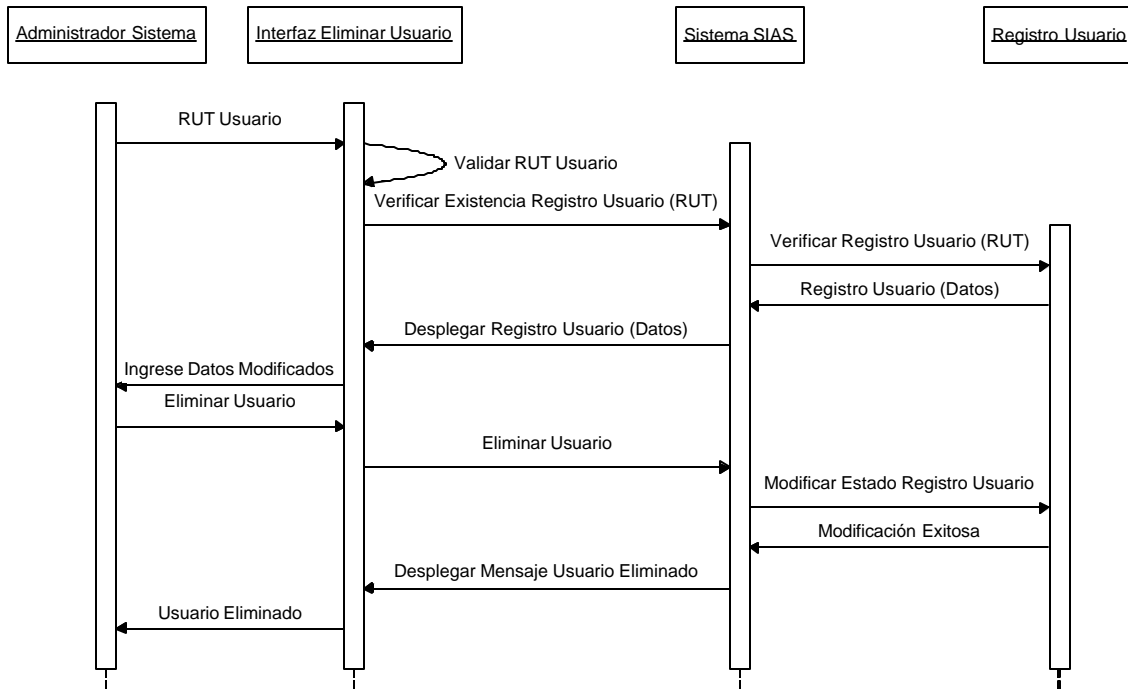 Administrador Sistema
Interfaz Eliminar Usuario
Sistema SIAS
Registro Usuario
RUT Usuario
Validar RUT Usuario
Verificar Existencia Registro Usuario (RUT)
Verificar Registro Usuario (RUT)
Registro Usuario (Datos)
Desplegar Registro Usuario (Datos)
Ingrese Datos Modificados
Eliminar Usuario
Eliminar Usuario
Modificar Estado Registro Usuario
Modificación Exitosa
Desplegar Mensaje Usuario Eliminado
Usuario Eliminado